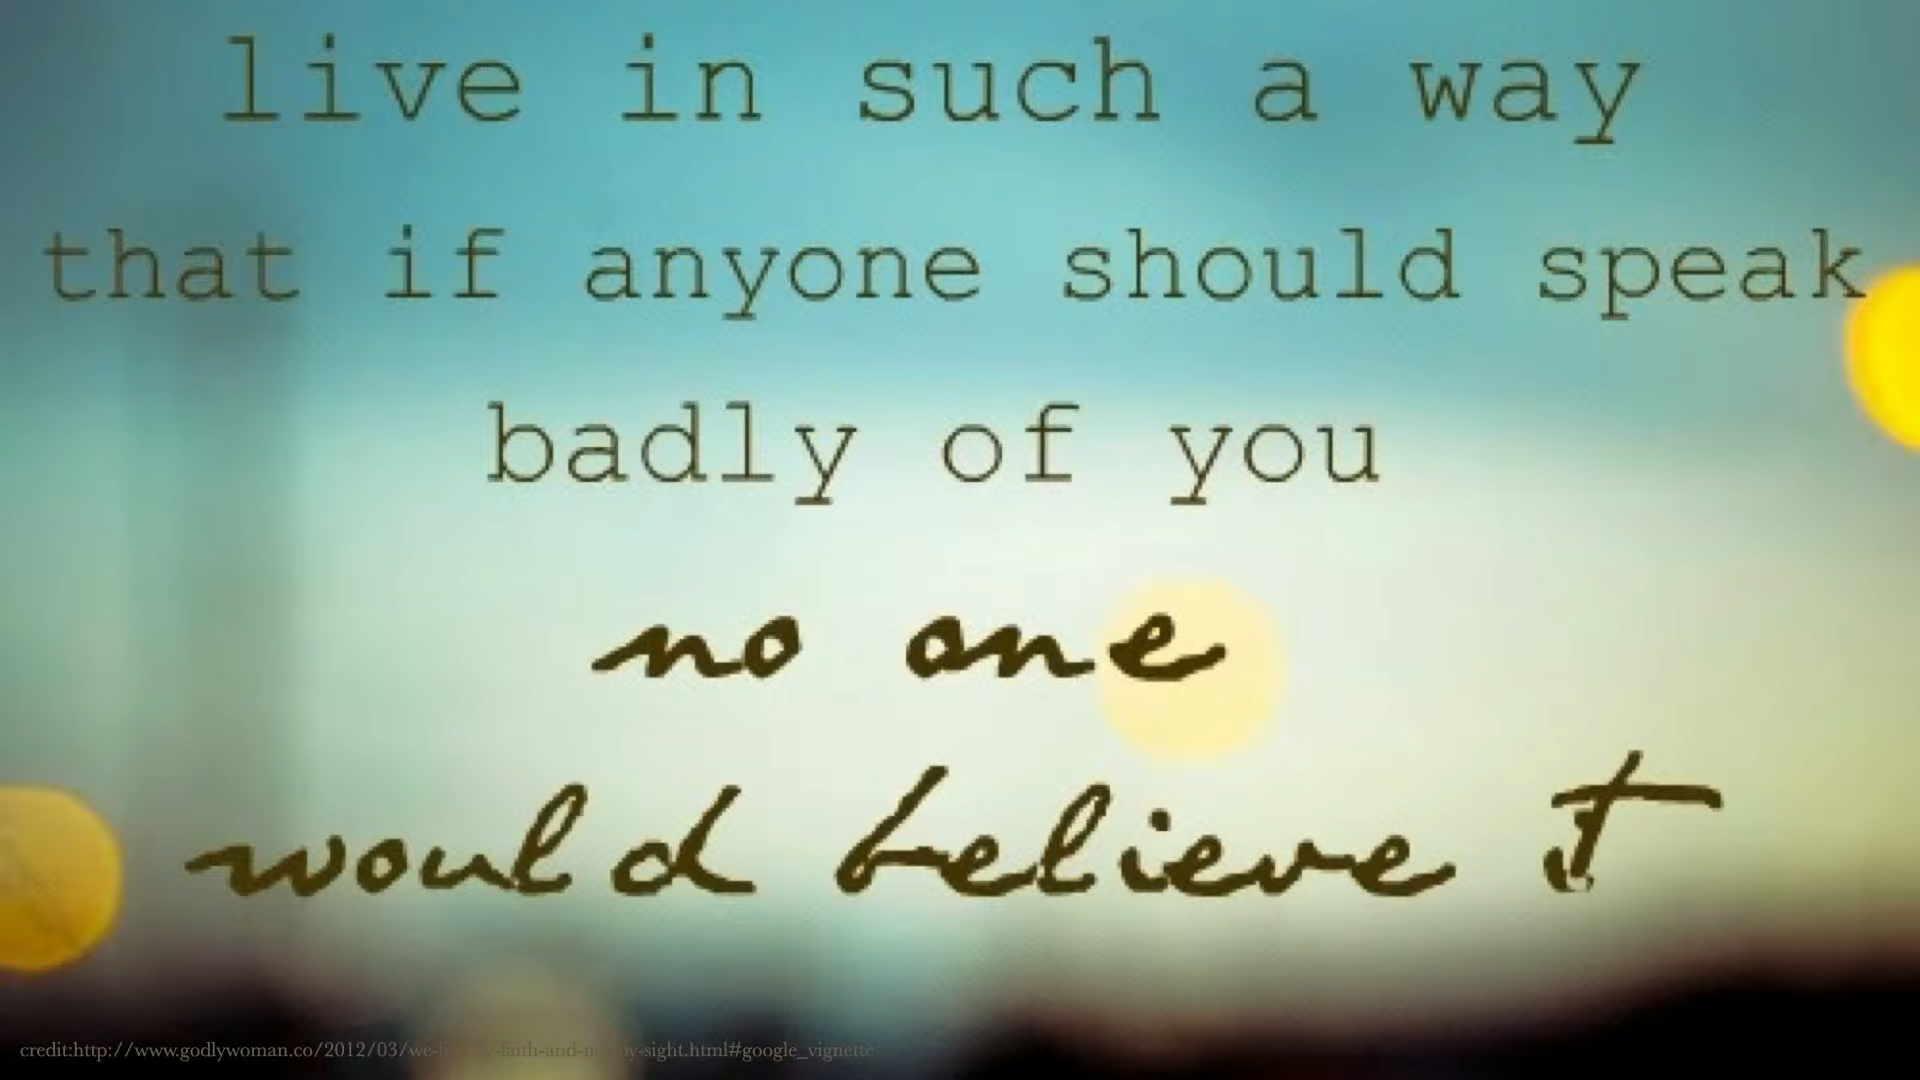 live in such a way
that if anyone should speak
badly of you
no one
would believe it
credit:http://www.godlywoman.co/2012/03/we-
-faith-and-
-sight.html#google_vignette